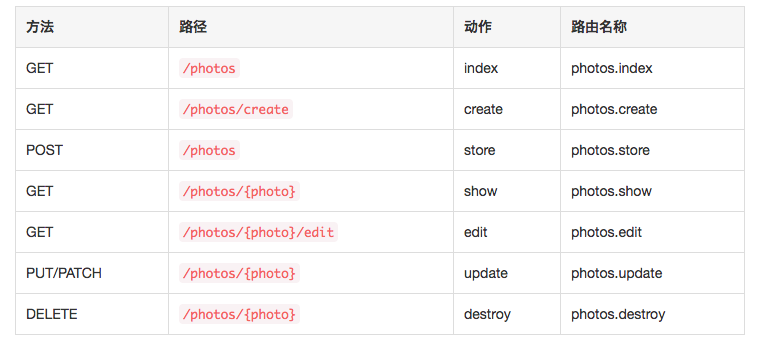 方法 路径 动作 路由名称
GET /photos index photos.index
GET /photos/create create photos.create
POST /photos store photos.store
GET /photos/{photo} show photos.show
GET /photos/{photo}/edit edit photos.edit
PUT/PATCH /photos/{photo} update photos.update
DELETE /photos/{photo} destroy photos.destroy